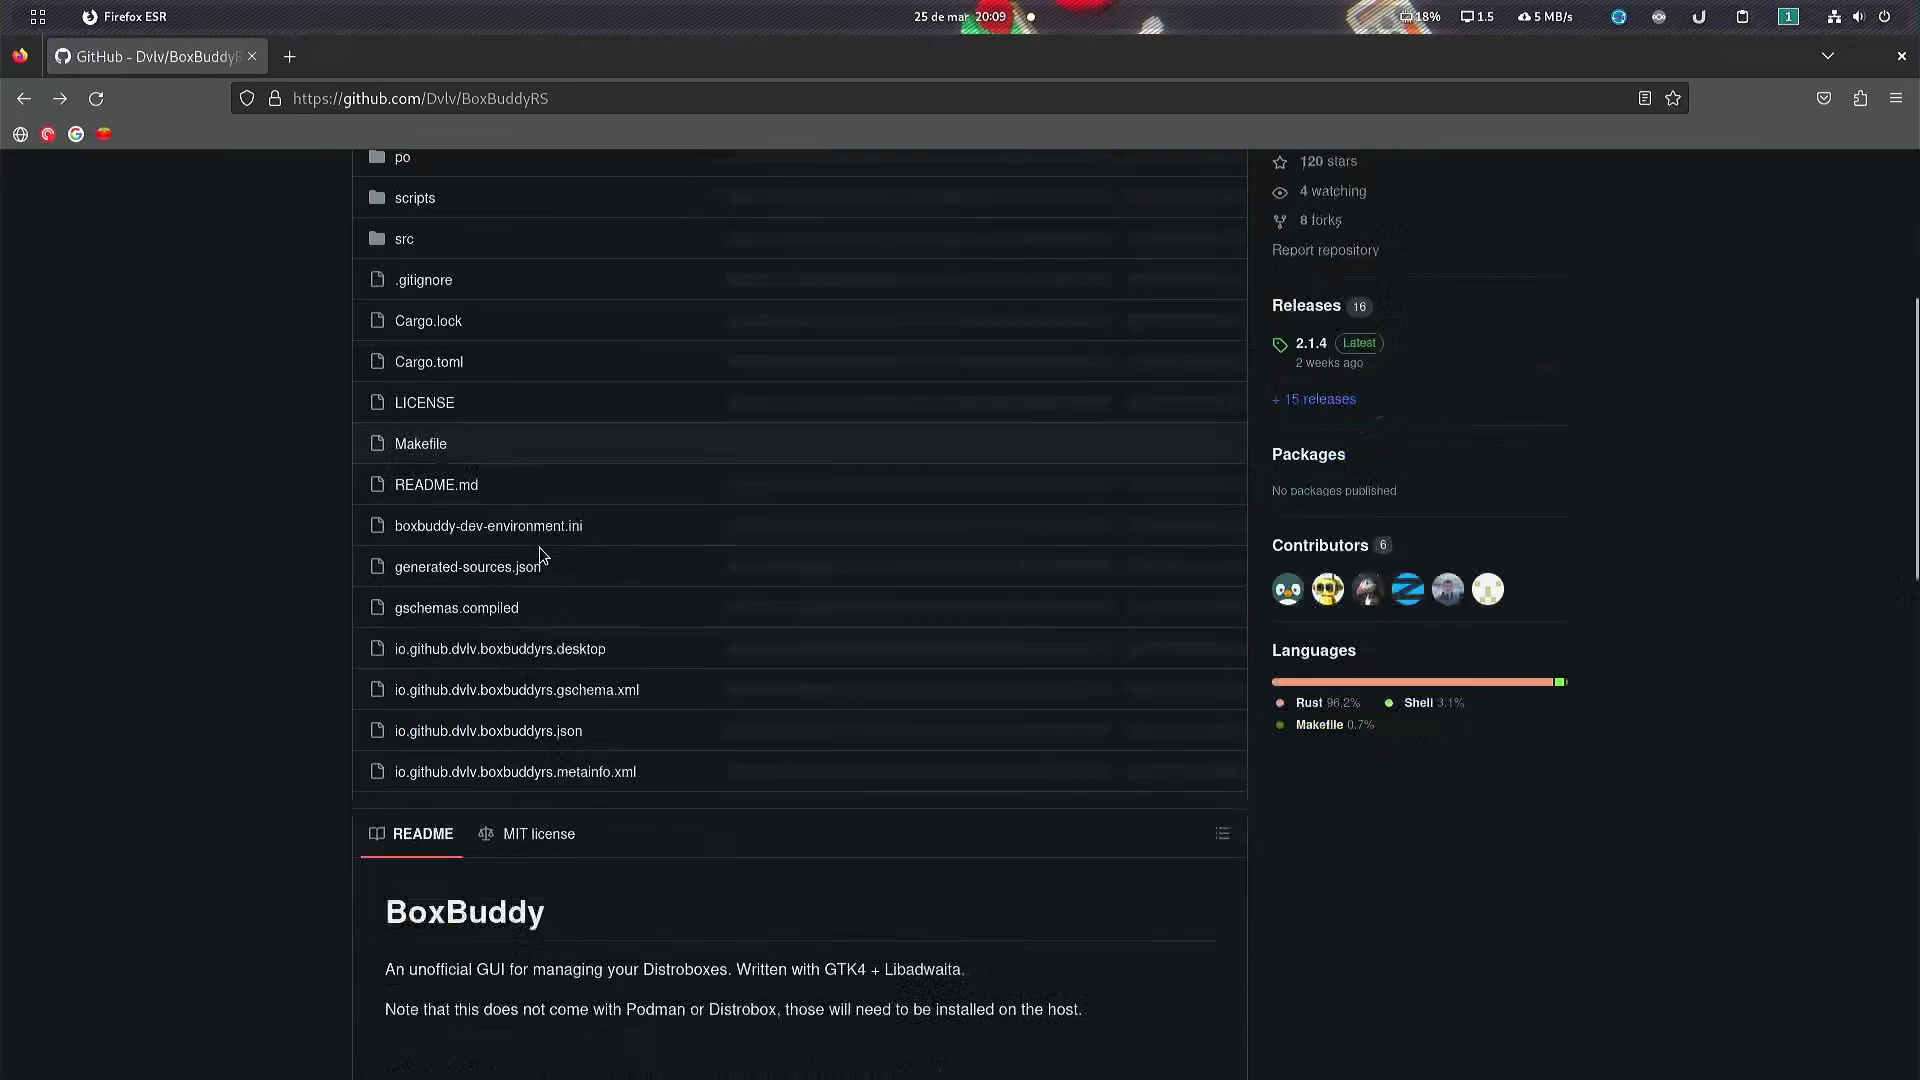 Firefox ESR
25 de mar 20:09
18%
1.5
5 MB/s
1
GitHub - Dvlv/BoxBuddyR
https://github.com/Dvlv/BoxBuddyRS
po
scripts
src
.gitignore
Cargo.lock
Cargo.toml
LICENSE
Makefile
README.md
boxbuddy-dev-environment.ini
generated-sources.json
gschemas.compiled
io.github.dvlv.boxbuddyrs.desktop
io.github.dvlv.boxbuddyrs.gschema.xml
io.github.dvlv.boxbuddyrs.json
io.github.dvlv.boxbuddyrs.metainfo.xml
README
MIT license
BoxBuddy
An unofficial GUI for managing your Distroboxes. Written with GTK4 + Libadwaita.
Note that this does not come with Podman or Distrobox, those will need to be installed on the host.
120 stars
4 watching
8 forks
Report repository
Releases 16
2.1.4 Latest
2 weeks ago
+ 15 releases
Packages
No packages published
Contributors 6
Languages
Rust 96.2%
Shell 3.1%
Makefile 0.7%